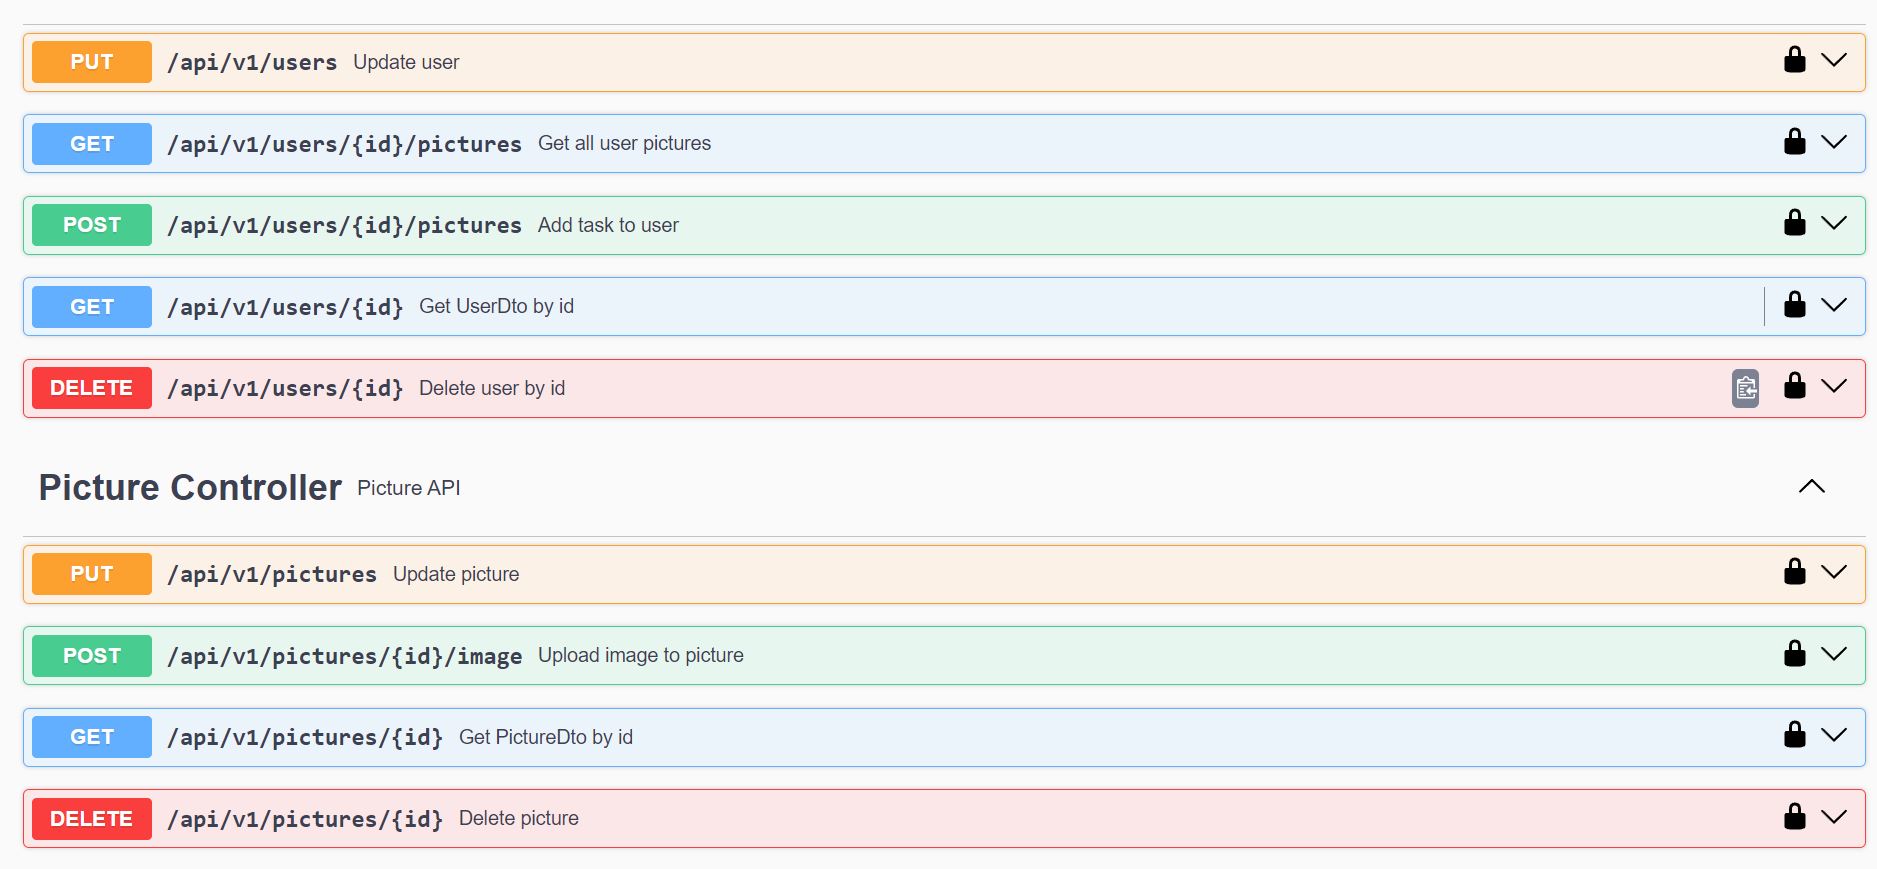 PUT /api/v1/users Update user
GET /api/v1/users/{id}/pictures Get all user pictures
POST /api/v1/users/{id}/pictures Add task to user
GET /api/v1/users/{id} Get UserDto by id
DELETE /api/v1/users/{id} Delete user by id
Picture Controller Picture API
PUT /api/v1/pictures Update picture
POST /api/v1/pictures/{id}/image Upload image to picture
GET /api/v1/pictures/{id} Get PictureDto by id
DELETE /api/v1/pictures/{id} Delete picture